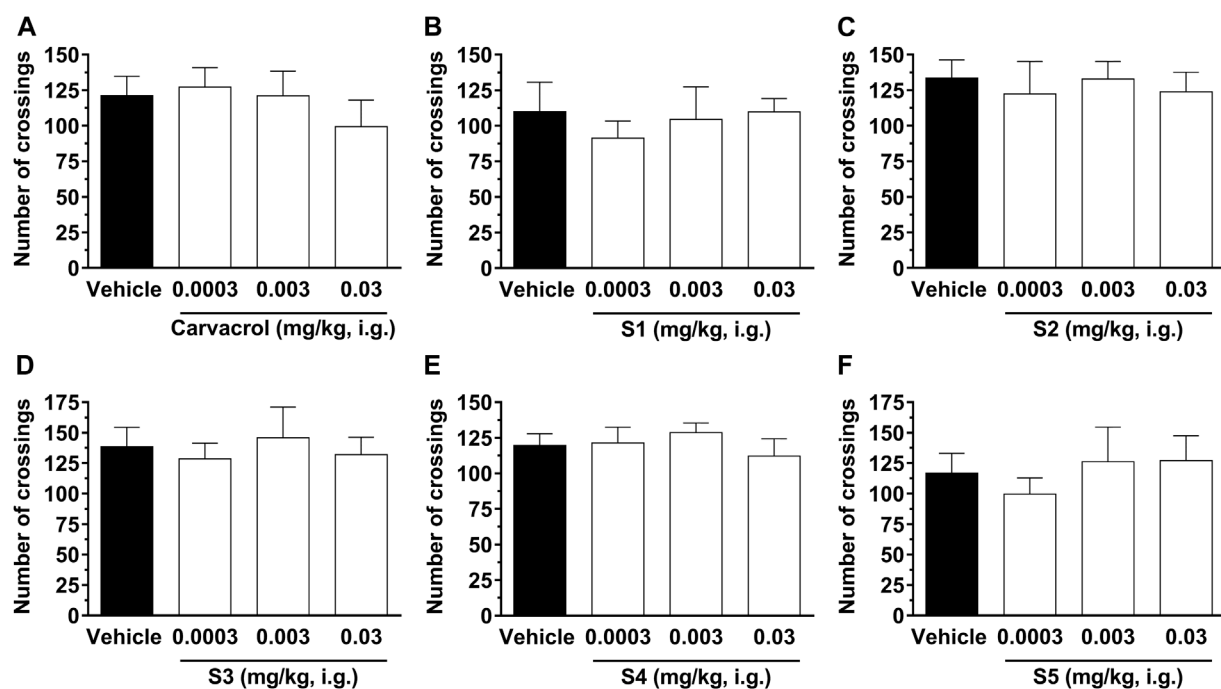 A
Number of crossings
150
125
100
75
50
25
0
Vehicle 0.0003 0.003 0.03
Carvacrol (mg/kg, i.g.)
B
Number of crossings
150
125
100
75
50
25
0
Vehicle 0.0003 0.003 0.03
S1 (mg/kg, i.g.)
C
Number of crossings
150
125
100
75
50
25
0
Vehicle 0.0003 0.003 0.03
S2 (mg/kg, i.g.)
D
Number of crossings
175
150
125
100
75
50
25
0
Vehicle 0.0003 0.003 0.03
S3 (mg/kg, i.g.)
E
Number of crossings
150
125
100
75
50
25
0
Vehicle 0.0003 0.003 0.03
S4 (mg/kg, i.g.)
F
Number of crossings
175
150
125
100
75
50
25
0
Vehicle 0.0003 0.003 0.03
S5 (mg/kg, i.g.)